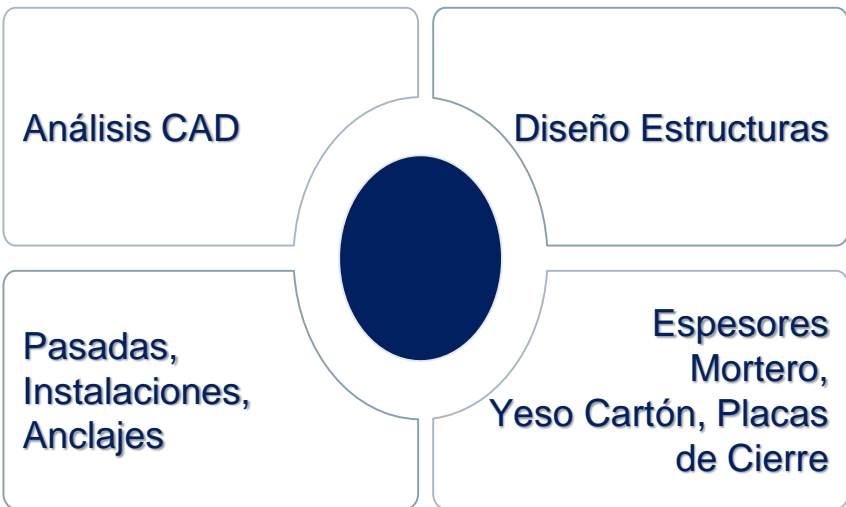 Análisis CAD
Diseño Estructuras
Pasadas,
Instalaciones,
Anclajes
Espesores
Mortero,
Yeso Cartón, Placas
de Cierre